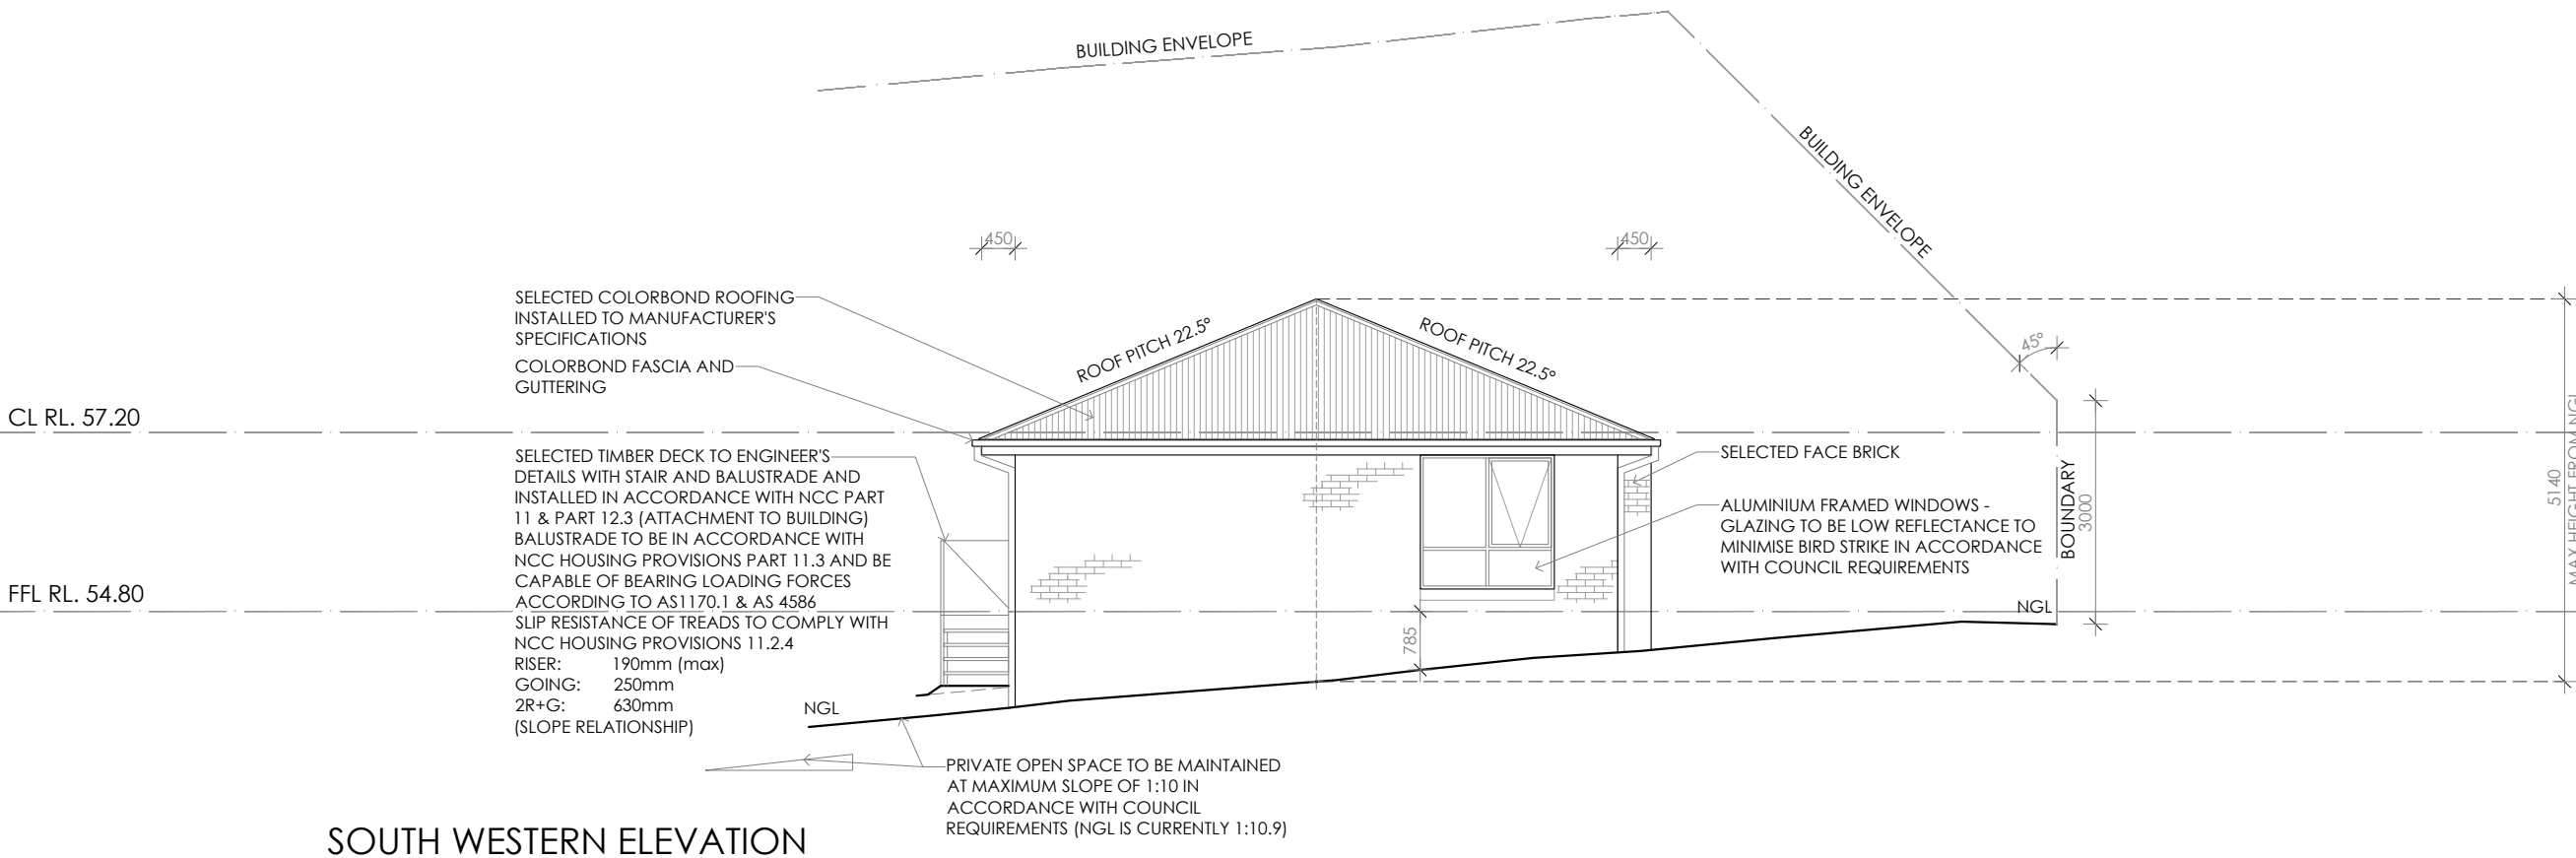 BUILDING ENVELOPE
BUILDING ENVELOPE
450
450
SELECTED COLORBOND ROOFING
INSTALLED TO MANUFACTURER'S
SPECIFICATIONS
COLORBOND FASCIA AND
GUTTERING
ROOF PITCH 22.5°
ROOF PITCH 22.5°
45°
CL RL. 57.20
SELECTED TIMBER DECK TO ENGINEER'S
DETAILS WITH STAIR AND BALUSTRADE AND
INSTALLED IN ACCORDANCE WITH NCC PART
11 & PART 12.3 (ATTACHMENT TO BUILDING)
BALUSTRADE TO BE IN ACCORDANCE WITH
NCC HOUSING PROVISIONS PART 11.3 AND BE
CAPABLE OF BEARING LOADING FORCES
ACCORDING TO AS1170.1 & AS 4586
SLIP RESISTANCE OF TREADS TO COMPLY WITH
NCC HOUSING PROVISIONS 11.2.4
RISER: 190mm (max)
GOING: 250mm
2R+G: 630mm
(SLOPE RELATIONSHIP)
SELECTED FACE BRICK
ALUMINIUM FRAMED WINDOWS -
GLAZING TO BE LOW REFLECTANCE TO
MINIMISE BIRD STRIKE IN ACCORDANCE
WITH COUNCIL REQUIREMENTS
BOUNDARY
3000
5140
MAX HEIGHT FROM NGL
FFL RL. 54.80
NGL
785
NGL
PRIVATE OPEN SPACE TO BE MAINTAINED
AT MAXIMUM SLOPE OF 1:10 IN
ACCORDANCE WITH COUNCIL
REQUIREMENTS (NGL IS CURRENTLY 1:10.9)
SOUTH WESTERN ELEVATION